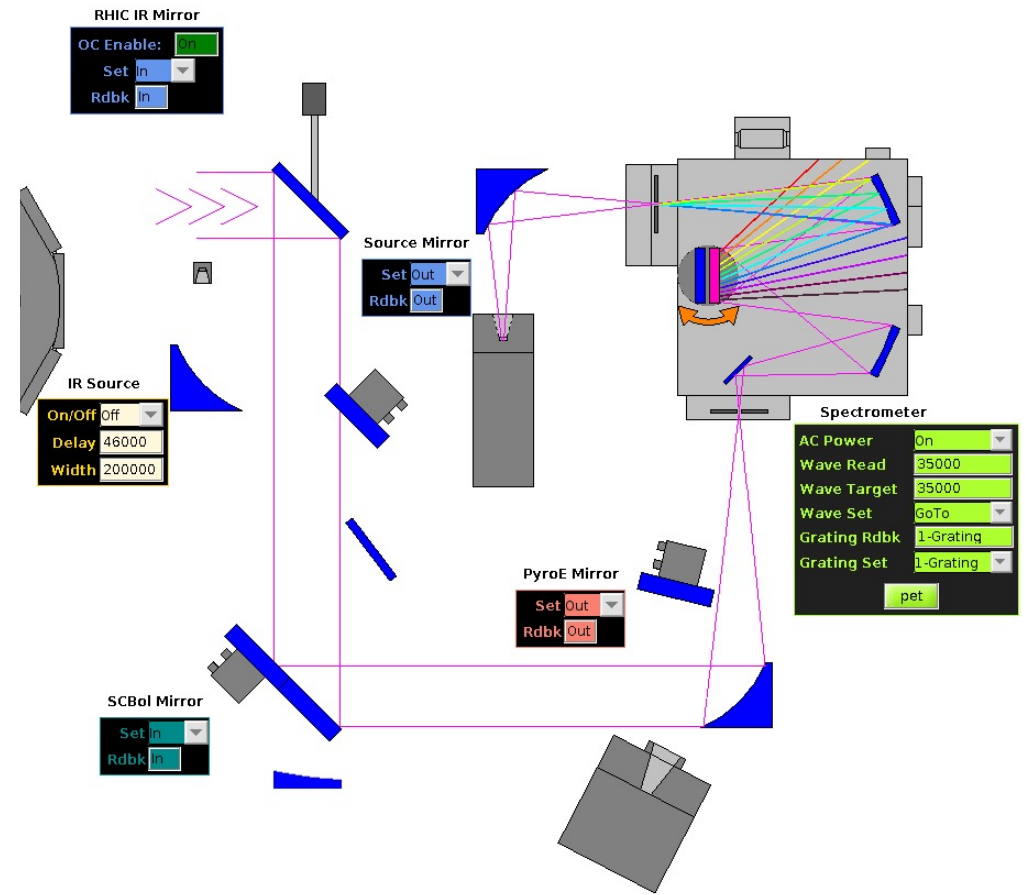 RHIC IR Mirror
OC Enable: On
Set In
Rdbk In
Source Mirror
Set Out
Rdbk Out
IR Source
On/Off Off
Delay 46000
Width 200000
Spectrometer
AC Power On
Wave Read 35000
Wave Target 35000
Wave Set GoTo
Grating Rdbk 1-Grating
Grating Set 1-Grating
pet
PyroE Mirror
Set Out
Rdbk Out
SCBol Mirror
Set In
Rdbk In